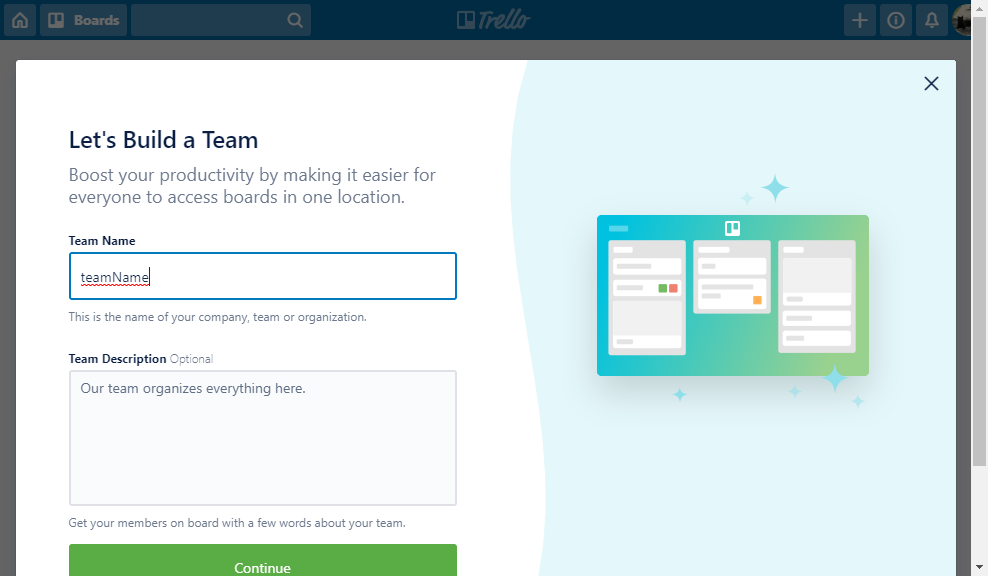 Boards
Trello
Let's Build a Team
Boost your productivity by making it easier for
everyone to access boards in one location.
Team Name
teamName
This is the name of your company, team or organization.
Team Description Optional
Our team organizes everything here.
Get your members on board with a few words about your team.
Continue